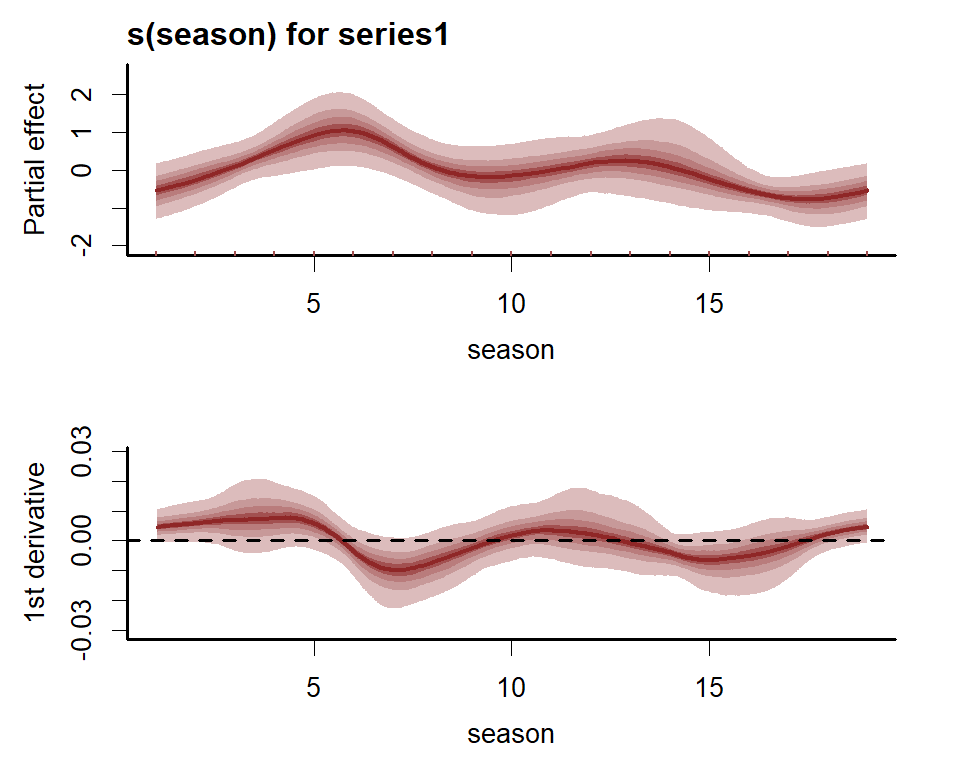 s(season) for series1
Partial effect
2
1
0
-2
5 10 15
season
1st derivative
0.03
0.00
-0.03
5 10 15
season